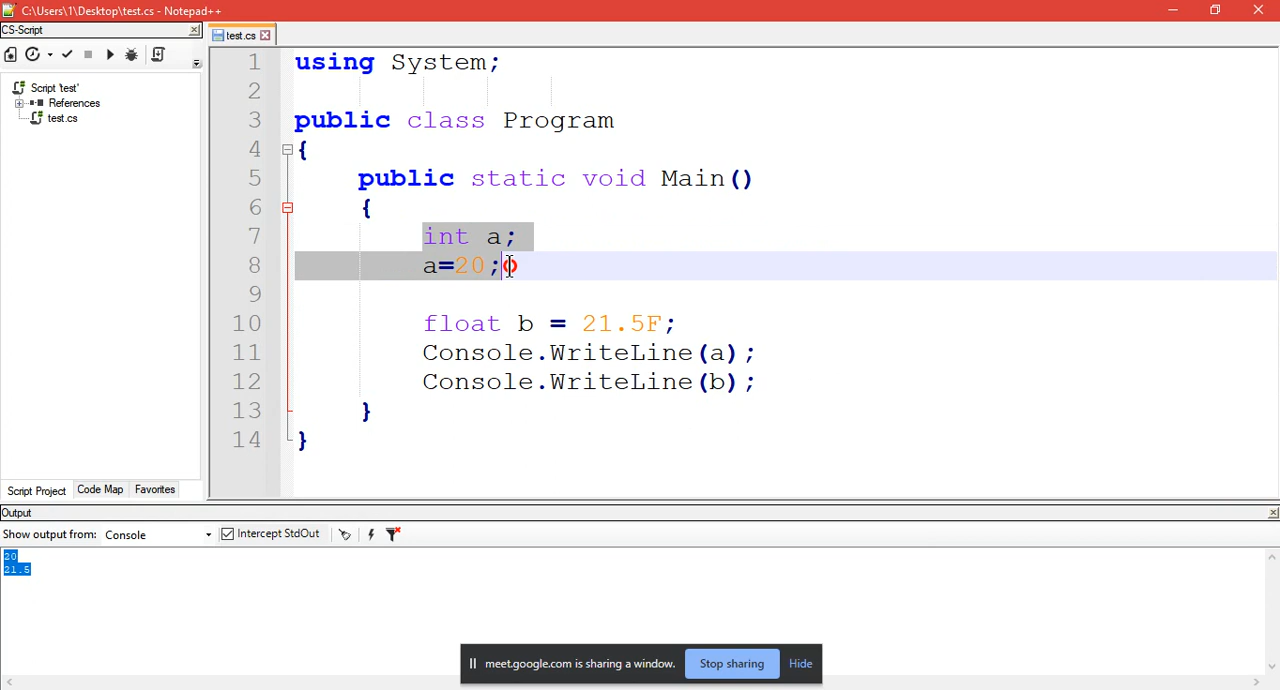 C:\Users\1\Desktop\test.cs - Notepad++
CS-Script
test.cs
Script 'test'
References
test.cs
1 using System;
2
3 public class Program
4 {
5 public static void Main()
6 {
7 int a;
8 a=20;
9
10 float b = 21.5F;
11 Console.WriteLine(a);
12 Console.WriteLine(b);
13 }
14 }
Script Project Code Map Favorites
Output
Show output from: Console Intercept StdOut
20
21.5
meet.google.com is sharing a window. Stop sharing Hide